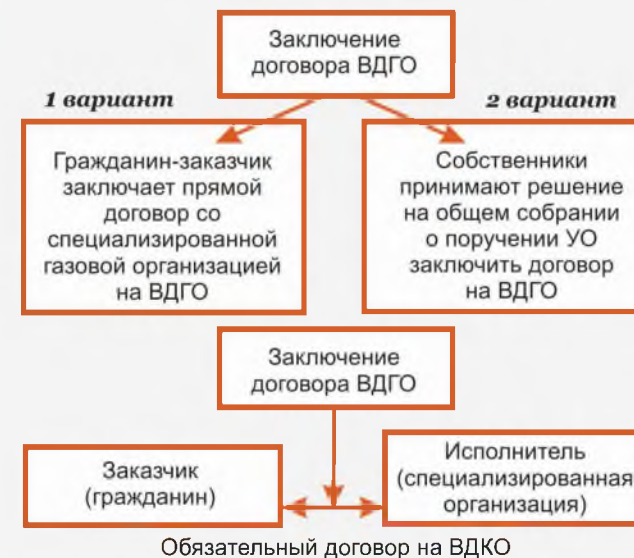 Заключение
договора ВДГО
1 вариант
2 вариант
Гражданин-заказчик
заключает прямой
договор со
специализированной
газовой организацией
на ВДГО
Собственники
принимают решение
на общем собрании
о поручении УО
заключить договор
на ВДГО
Заключение
договора ВДГО
Заказчик
(гражданин)
Исполнитель
(специализированная
организация)
Обязательный договор на ВДКО